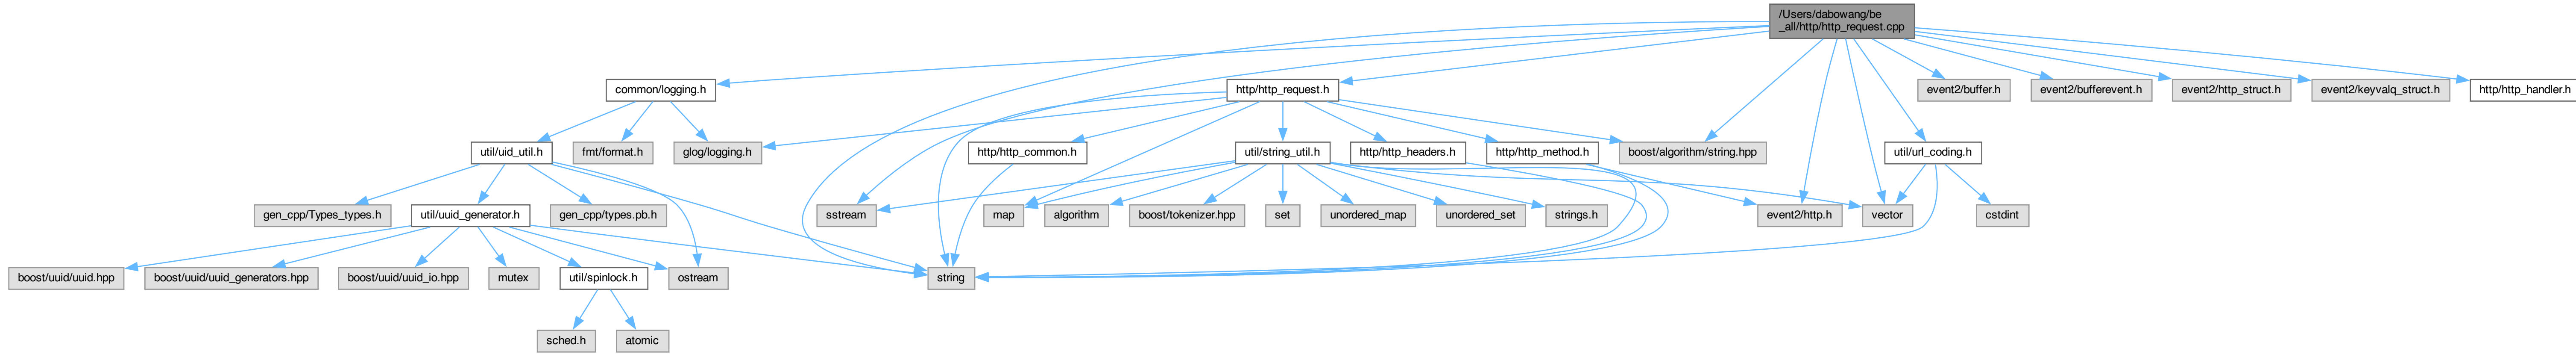 /Users/dabowang/be
_all/http/http_request.cpp
common/logging.h
http/http_request.h
event2/buffer.h
event2/bufferevent.h
event2/http_struct.h
event2/keyvalq_struct.h
http/http_handler.h
util/uid_util.h
fmt/format.h
glog/logging.h
http/http_common.h
util/string_util.h
http/http_headers.h
http/http_method.h
boost/algorithm/string.hpp
util/url_coding.h
gen_cpp/Types_types.h
util/uuid_generator.h
gen_cpp/types.pb.h
sstream
map
algorithm
boost/tokenizer.hpp
set
unordered_map
unordered_set
strings.h
event2/http.h
vector
cstdint
boost/uuid/uuid.hpp
boost/uuid/uuid_generators.hpp
boost/uuid/uuid_io.hpp
mutex
util/spinlock.h
ostream
string
sched.h
atomic